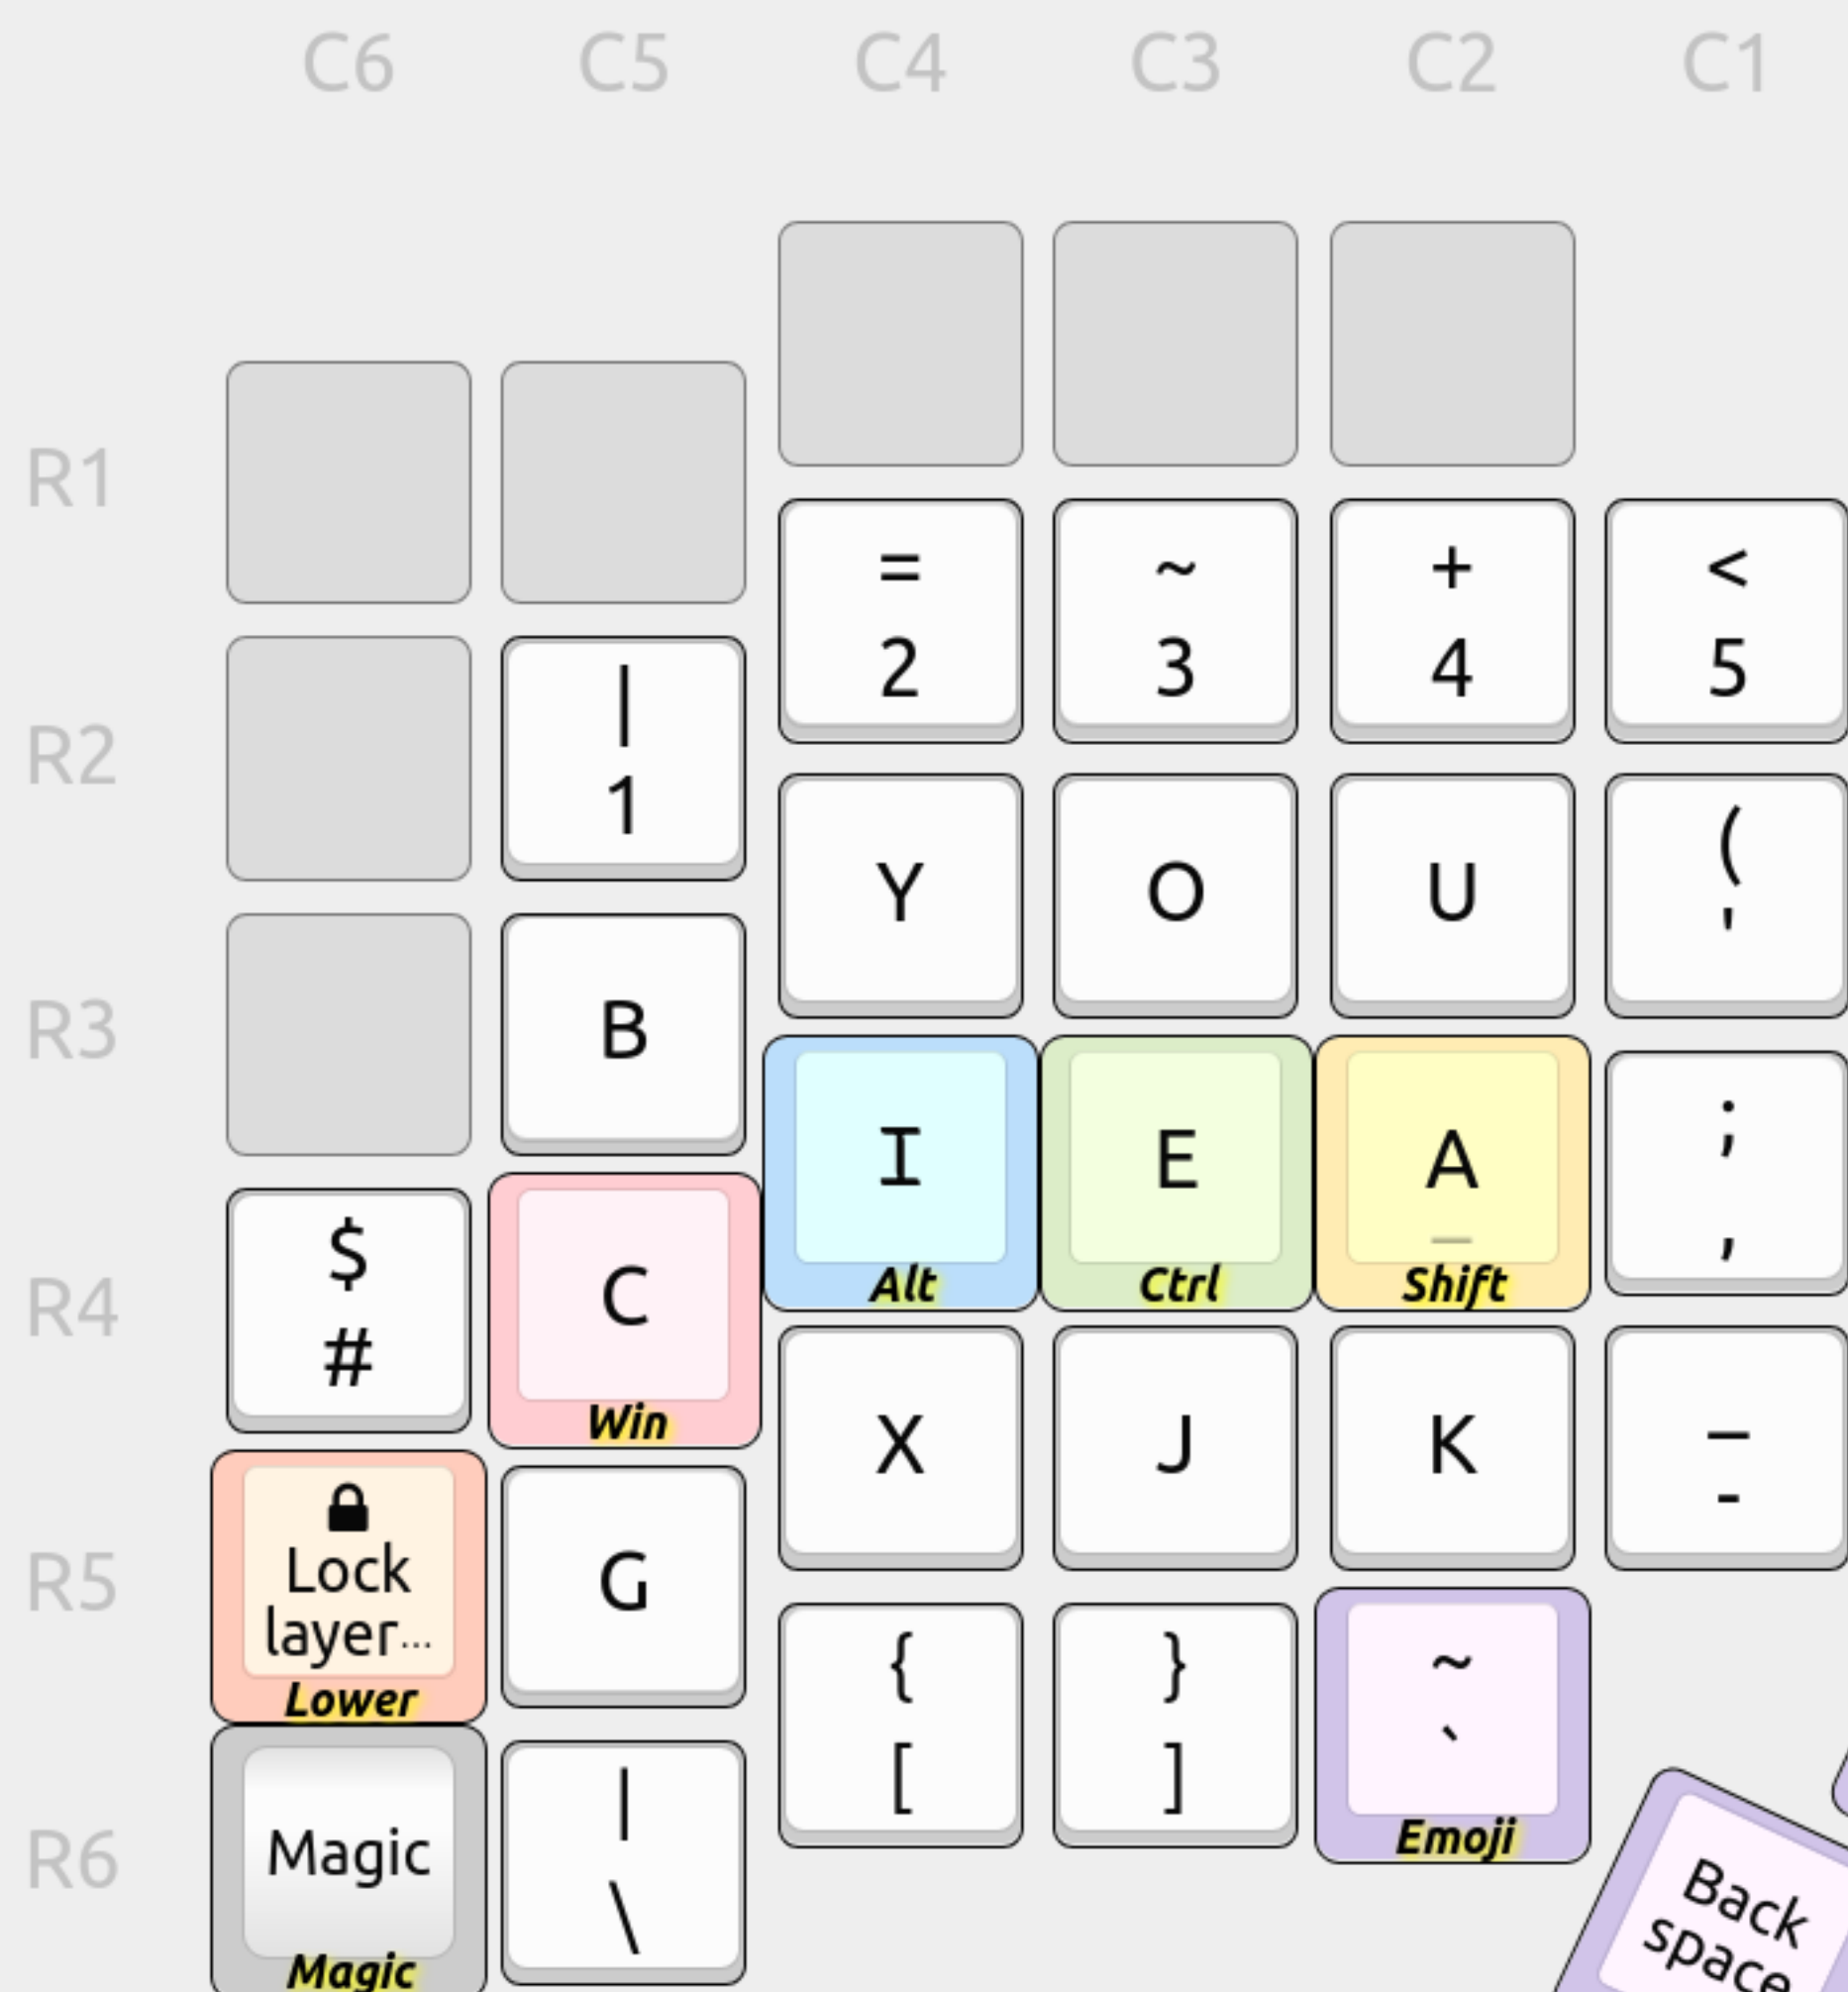 C6 C5 C4 C3 C2 C1
R1
= ~ + <
2 3 4 5
R2
|
1
Y O U (
'
R3
B
I E A ;
_ ,
Alt Ctrl Shift
R4
$
#
C
Win
X J K _
-
R5
Lock
layer...
Lower
G
{ } ~
[ ] `
Emoji
R6
Magic
Magic
|
\
Back
space